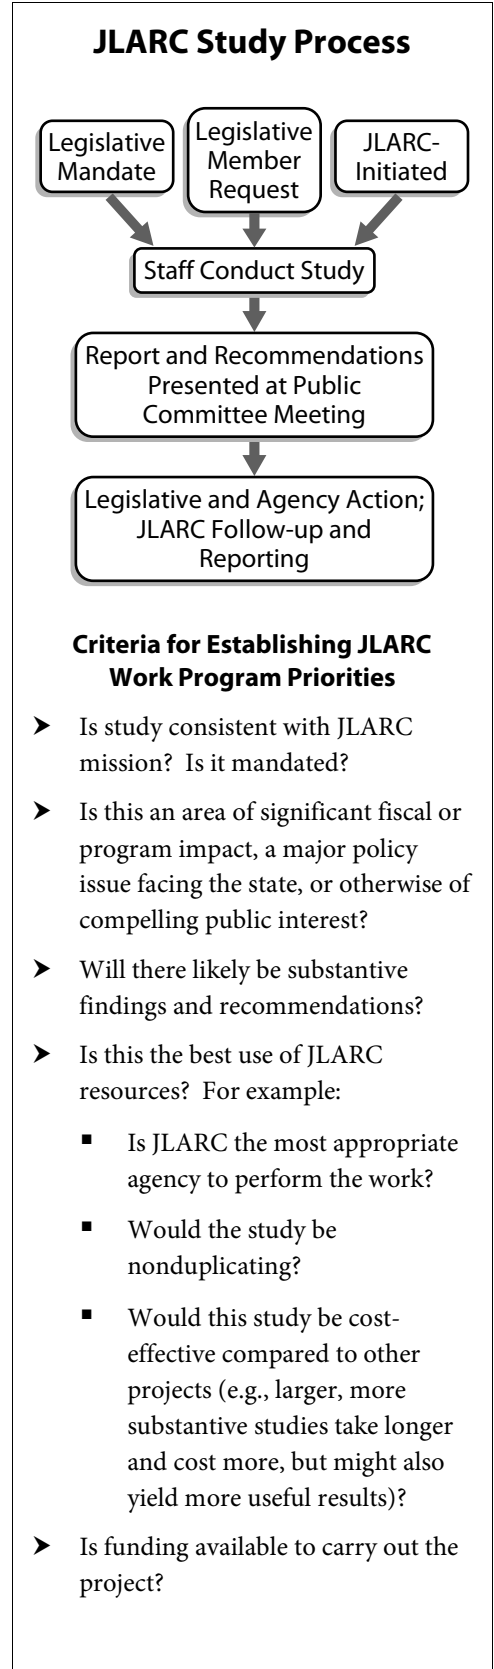 JLARC Study Process
Legislative
Mandate
Legislative
Member
Request
JLARC-
Initiated
Staff Conduct Study
Report and Recommendations
Presented at Public
Committee Meeting
Legislative and Agency Action;
JLARC Follow-up and
Reporting
Criteria for Establishing JLARC
Work Program Priorities
➤ Is study consistent with JLARC
mission?  Is it mandated?
➤ Is this an area of significant fiscal or
program impact, a major policy
issue facing the state, or otherwise of
compelling public interest?
➤ Will there likely be substantive
findings and recommendations?
➤ Is this the best use of JLARC
resources?  For example:
▪ Is JLARC the most appropriate
agency to perform the work?
▪ Would the study be
nonduplicating?
▪ Would this study be cost-
effective compared to other
projects (e.g., larger, more
substantive studies take longer
and cost more, but might also
yield more useful results)?
➤ Is funding available to carry out the
project?